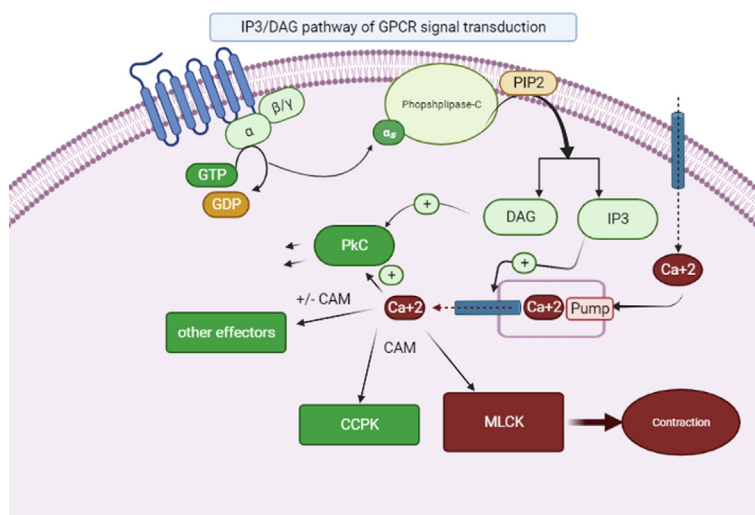 IP3/DAG pathway of GPCR signal transduction
β/γ
α
Phopshplipase-C
PIP2
αs
GTP
GDP
DAG
IP3
+
PkC
+
+
Ca+2
+/- CAM
Ca+2
Ca+2
Pump
other effectors
CAM
CCPK
MLCK
Contraction